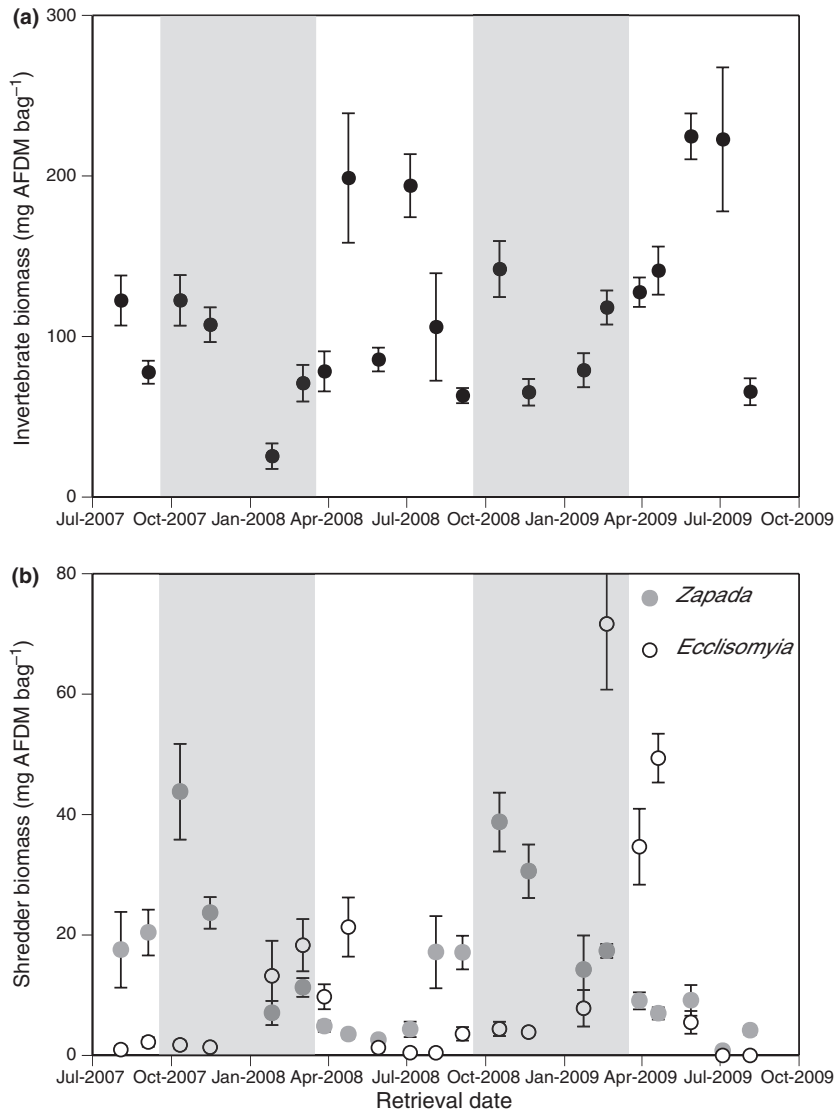 (a)
300
200
100
0
Invertebrate biomass (mg AFDM bag⁻¹)
Jul-2007 Oct-2007 Jan-2008 Apr-2008 Jul-2008 Oct-2008 Jan-2009 Apr-2009 Jul-2009 Oct-2009
(b)
80
60
40
20
0
Shredder biomass (mg AFDM bag⁻¹)
Zapada
Ecclisomyia
Jul-2007 Oct-2007 Jan-2008 Apr-2008 Jul-2008 Oct-2008 Jan-2009 Apr-2009 Jul-2009 Oct-2009
Retrieval date